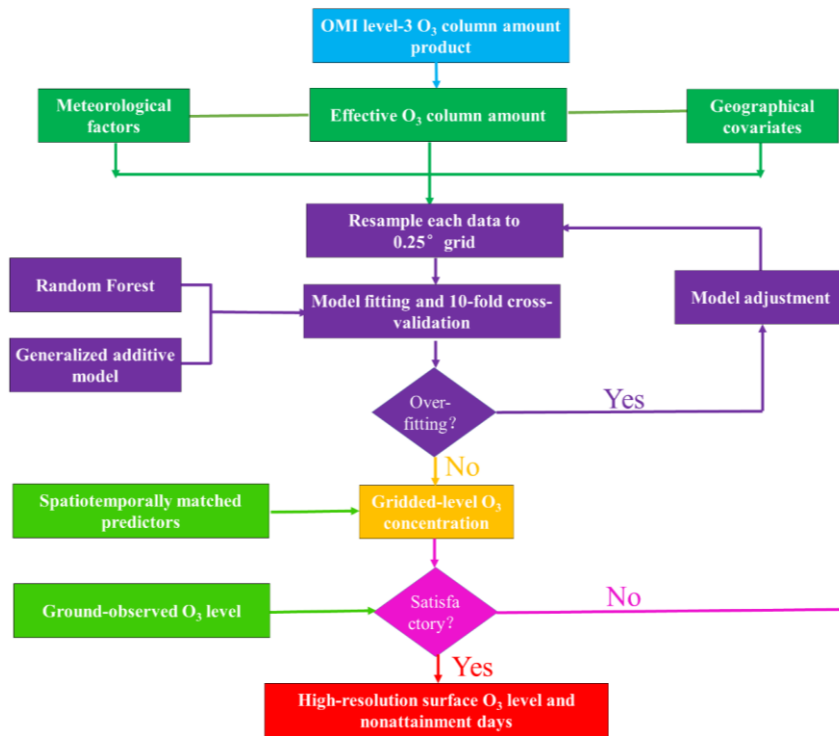 OMI level-3 O₃ column amount
product
Meteorological
factors
Effective O₃ column amount
Geographical
covariates
Resample each data to
0.25° grid
Random Forest
Model fitting and 10-fold cross-
validation
Model adjustment
Generalized additive
model
Over-
fitting?
Yes
No
Spatiotemporally matched
predictors
Gridded-level O₃
concentration
Ground-observed O₃ level
Satisfa
ctory?
No
Yes
High-resolution surface O₃ level and
nonattainment days